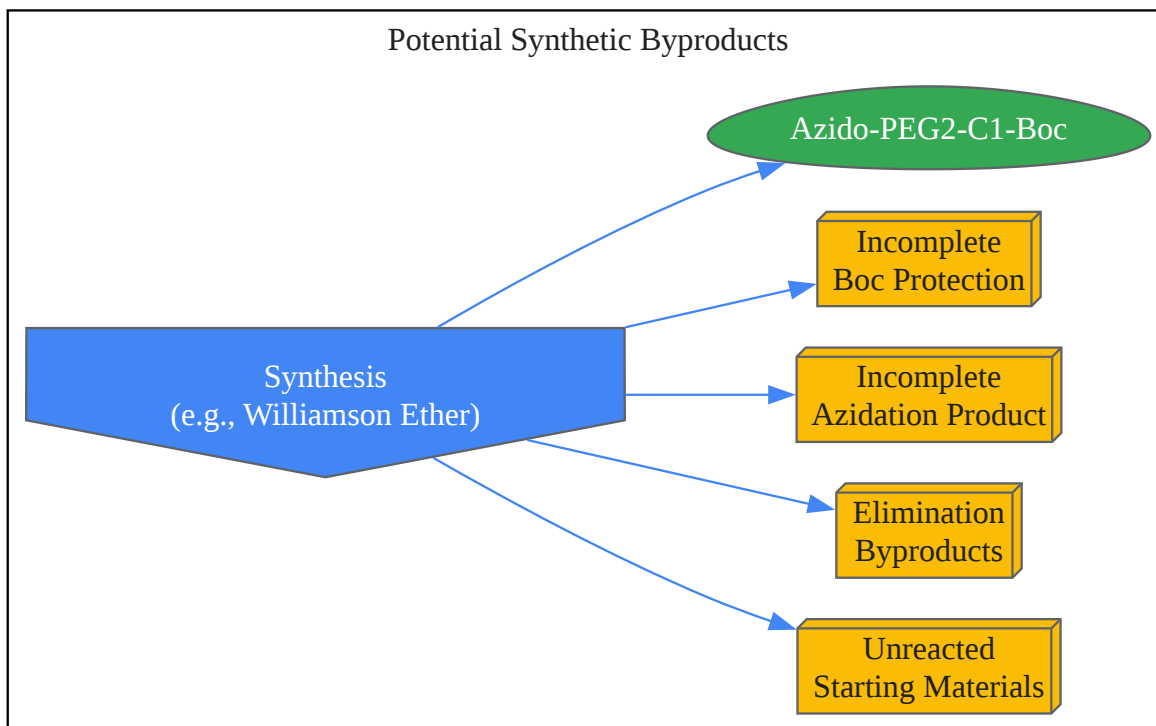 Potential Synthetic Byproducts
Azido-PEG2-C1-Boc
Incomplete
Boc Protection
Synthesis
(e.g., Williamson Ether)
Incomplete
Azidation Product
Elimination
Byproducts
Unreacted
Starting Materials